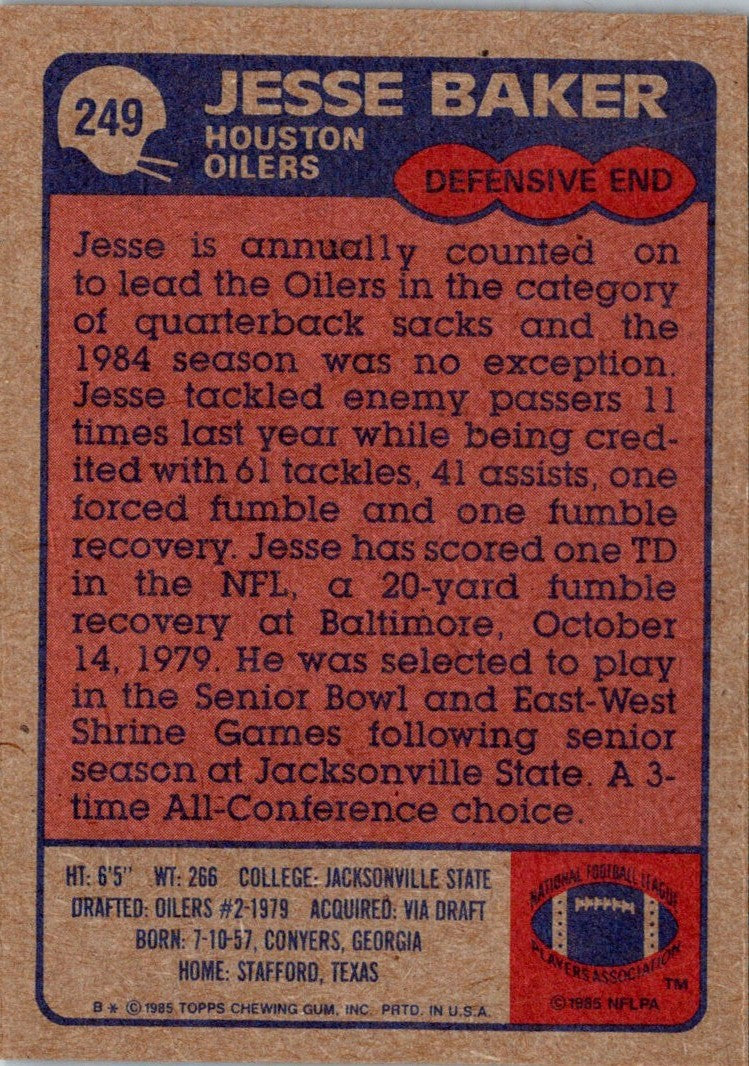 249
JESSE BAKER
HOUSTON
OILERS
DEFENSIVE END
Jesse is annually counted on
to lead the Oilers in the category
of quarterback sacks and the
1984 season was no exception.
Jesse tackled enemy passers 11
times last year while being cred-
ited with 61 tackles, 41 assists, one
forced fumble and one fumble
recovery. Jesse has scored one TD
in the NFL, a 20-yard fumble
recovery at Baltimore, October
14, 1979. He was selected to play
in the Senior Bowl and East-West
Shrine Games following senior
season at Jacksonville State. A 3-
time All-Conference choice.
HT: 6'5" WT: 266 COLLEGE: JACKSONVILLE STATE
DRAFTED: OILERS #2-1979 ACQUIRED: VIA DRAFT
BORN: 7-10-57, CONYERS, GEORGIA
HOME: STAFFORD, TEXAS
B * © 1985 TOPPS CHEWING GUM, INC. PRTD. IN U.S.A.
NATIONAL FOOTBALL LEAGUE
PLAYERS ASSOCIATION
TM
© 1985 NFLPA